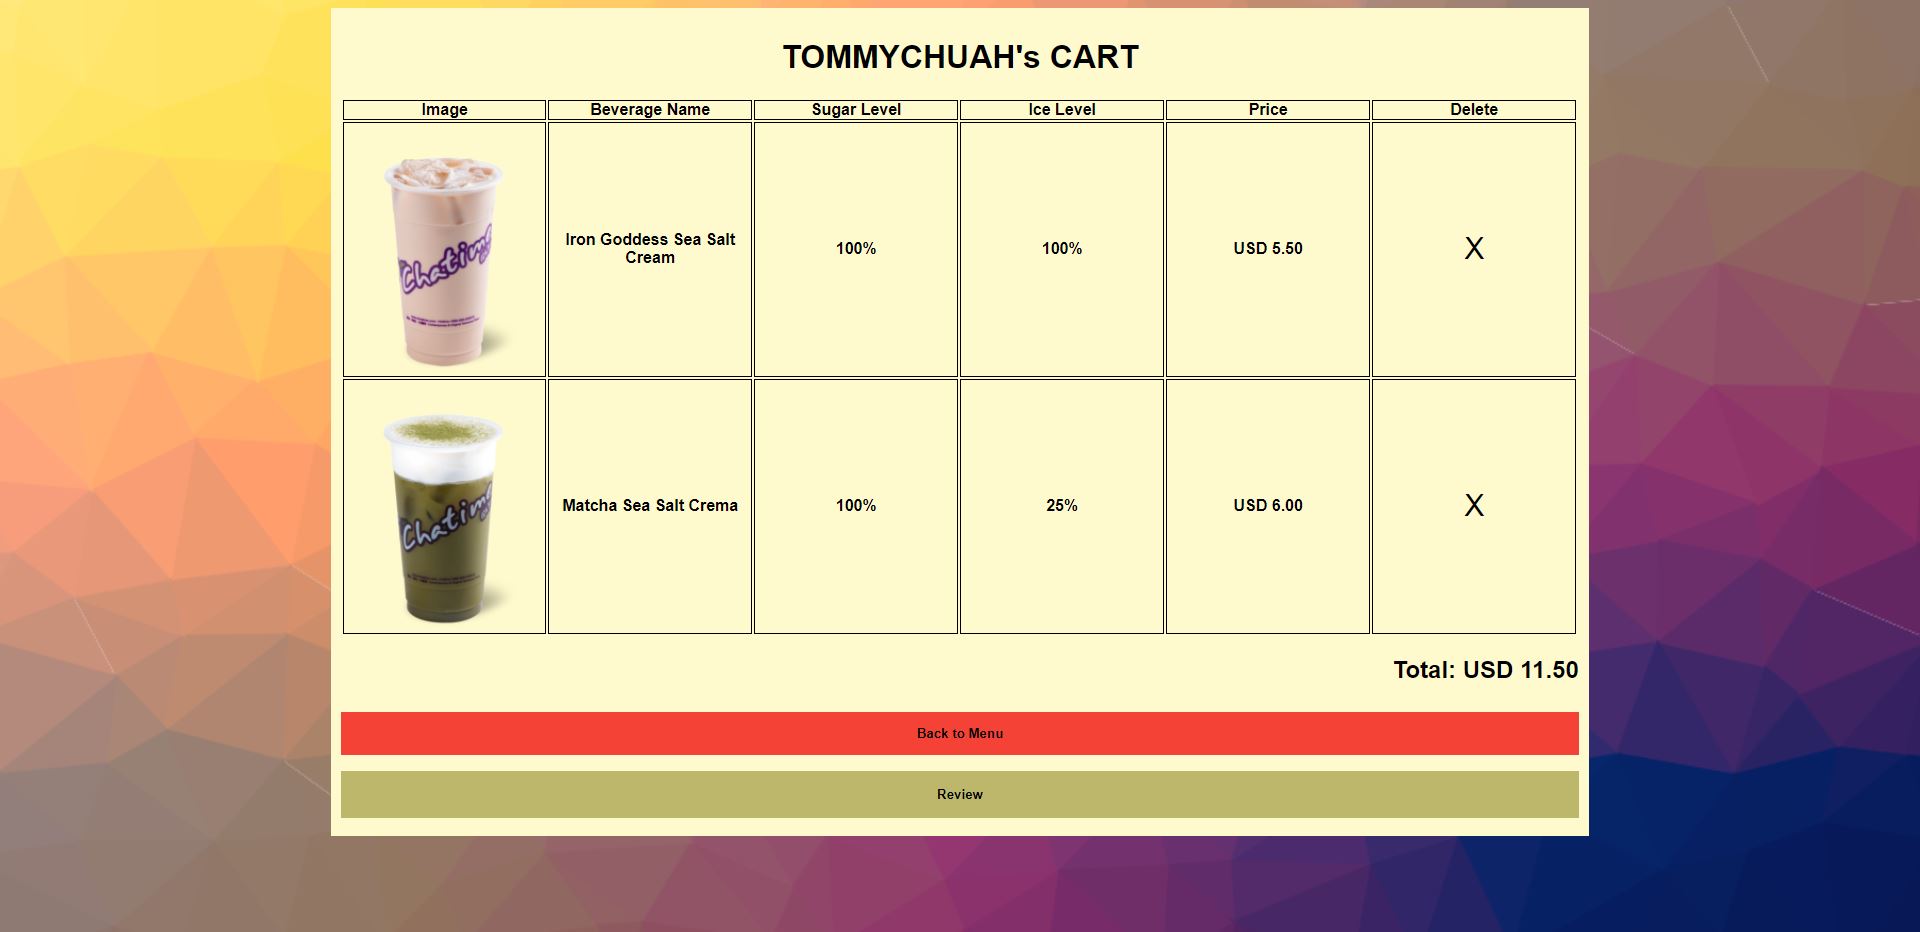 TOMMYCHUAH's CART
Image Beverage Name Sugar Level Ice Level Price Delete
Chatime
Iron Goddess Sea Salt
Cream
100% 100% USD 5.50 X
Chatime
Matcha Sea Salt Crema 100% 25% USD 6.00 X
Total: USD 11.50
Back to Menu
Review